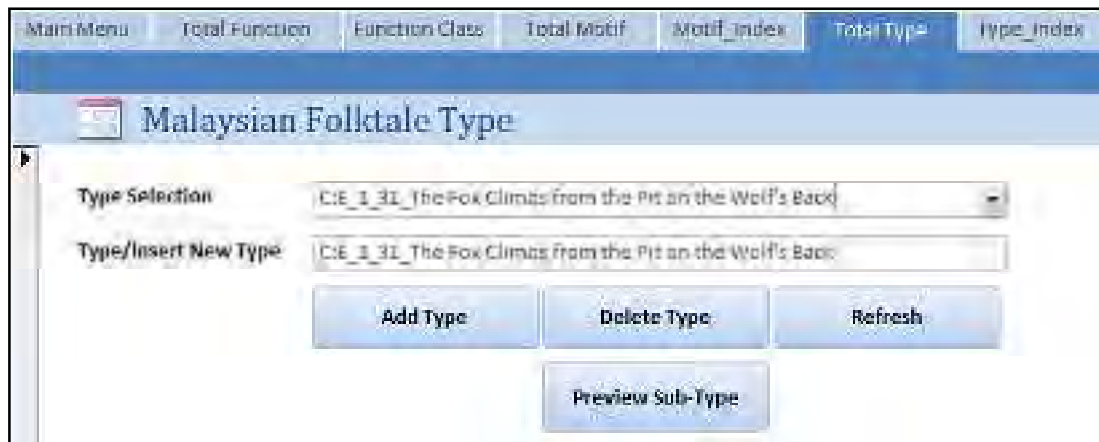 Main Menu Total Function Function Class Total Motif Motif_Index Total Type Type_Index
Malaysian Folktale Type
Type Selection C:E_1_31_The Fox Climbs from the Pit on the Wolf's Back
Type/Insert New Type C:E_1_31_The Fox Climbs from the Pit on the Wolf's Back
Add Type Delete Type Refresh
Preview Sub-Type